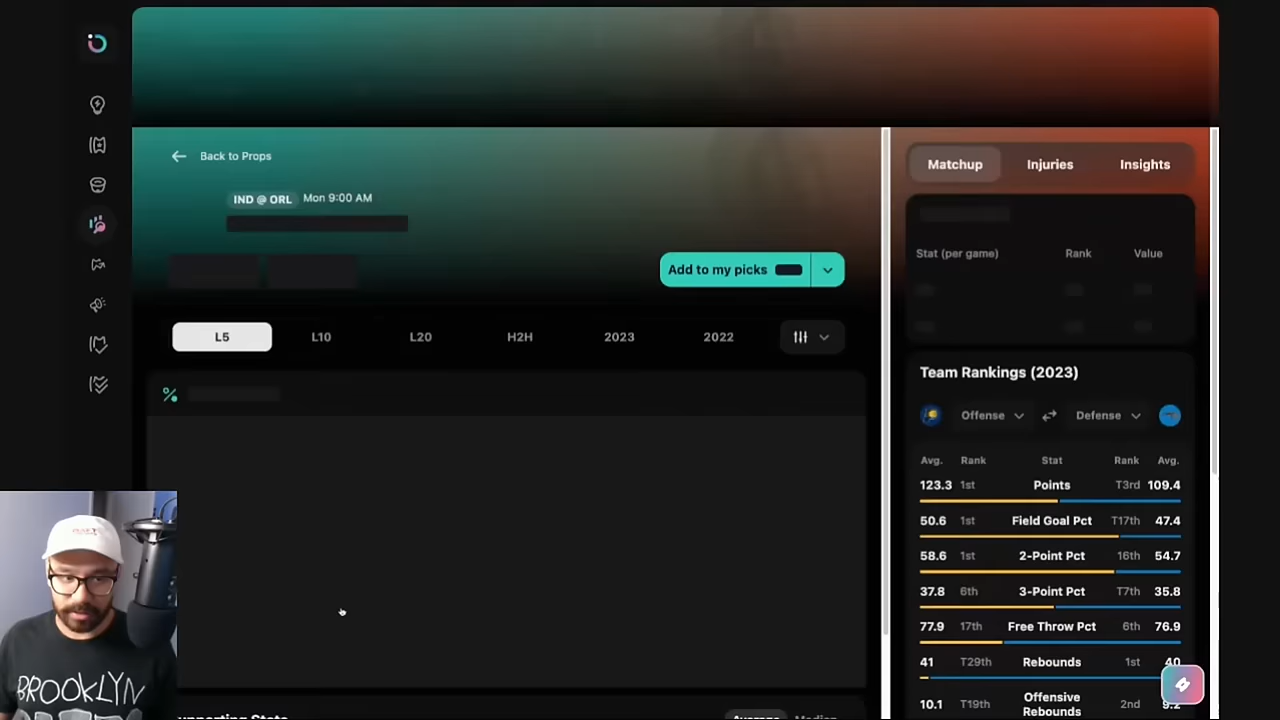 Back to Props
IND @ ORL Mon 9:00 AM
Add to my picks
L5 L10 L20 H2H 2023 2022
Matchup Injuries Insights
Stat (per game) Rank Value
Team Rankings (2023)
Offense Defense
Avg. Rank Stat Rank Avg.
123.3 1st Points T3rd 109.4
50.6 1st Field Goal Pct T17th 47.4
58.6 1st 2-Point Pct 16th 54.7
37.8 6th 3-Point Pct T7th 35.8
77.9 17th Free Throw Pct 6th 76.9
41 T29th Rebounds 1st 40
10.1 T19th Offensive Rebounds 2nd 9.2
Average Median
BROOKLYN